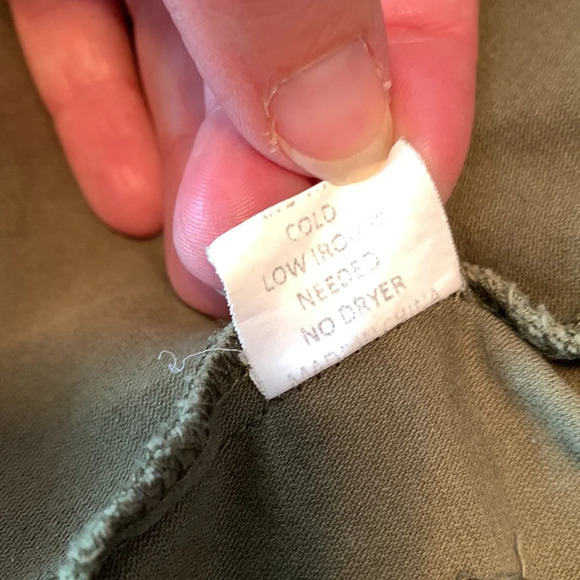 COLD
LOW IRON
NEEDED
NO DRYER
MADE IN CHINA